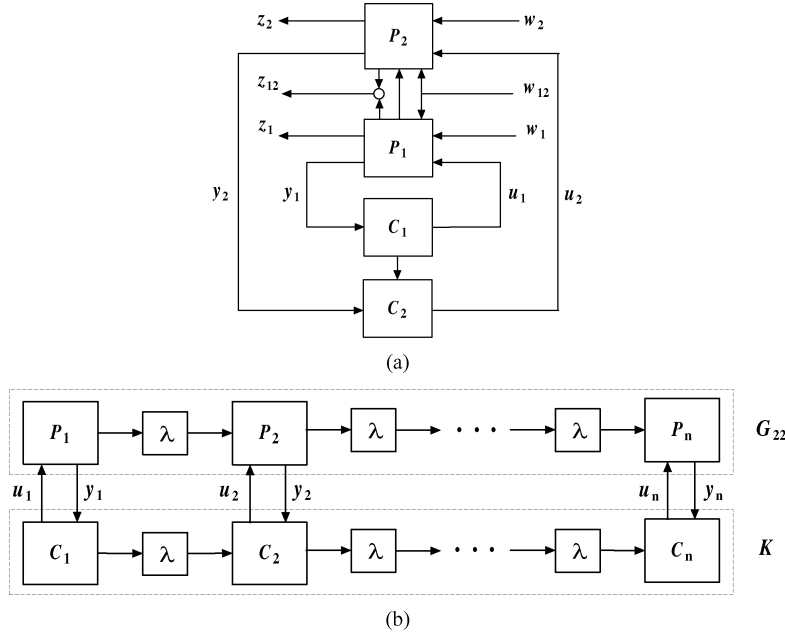 z₂ P₂ w₂
z₁₂ w₁₂
z₁ P₁ w₁
y₂ y₁ u₁ u₂
C₁
C₂
(a)
P₁ λ P₂ λ · · · λ Pₙ G₂₂
u₁ y₁ u₂ y₂ uₙ yₙ
C₁ λ C₂ λ · · · λ Cₙ K
(b)